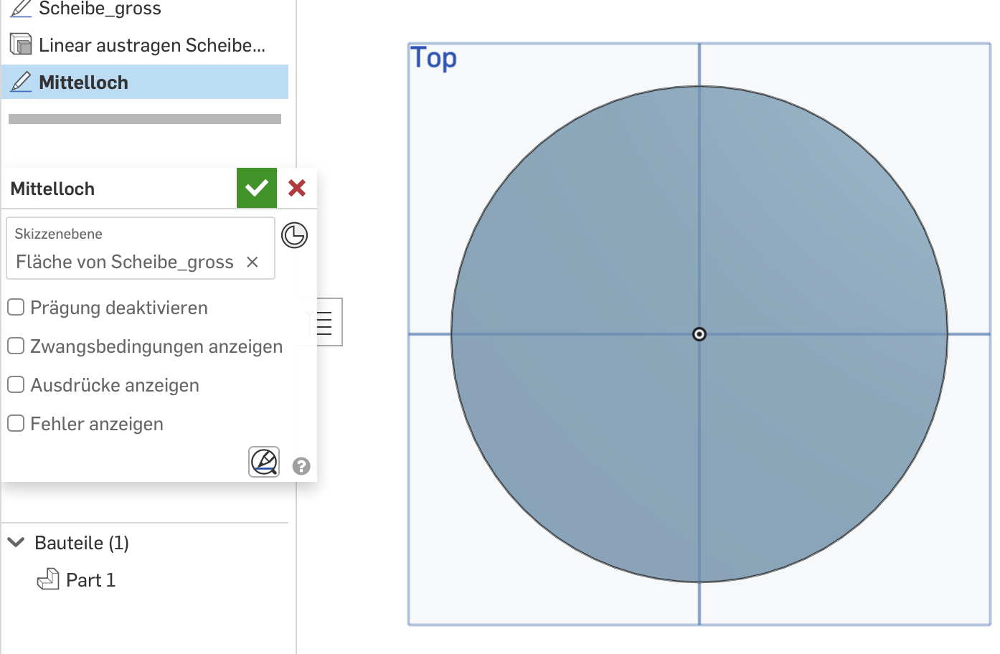 Scheibe_gross
Linear austragen Scheibe...
Mittelloch
Top
Mittelloch
Skizzenebene
Fläche von Scheibe_gross
Prägung deaktivieren
Zwangsbedingungen anzeigen
Ausdrücke anzeigen
Fehler anzeigen
Bauteile (1)
Part 1